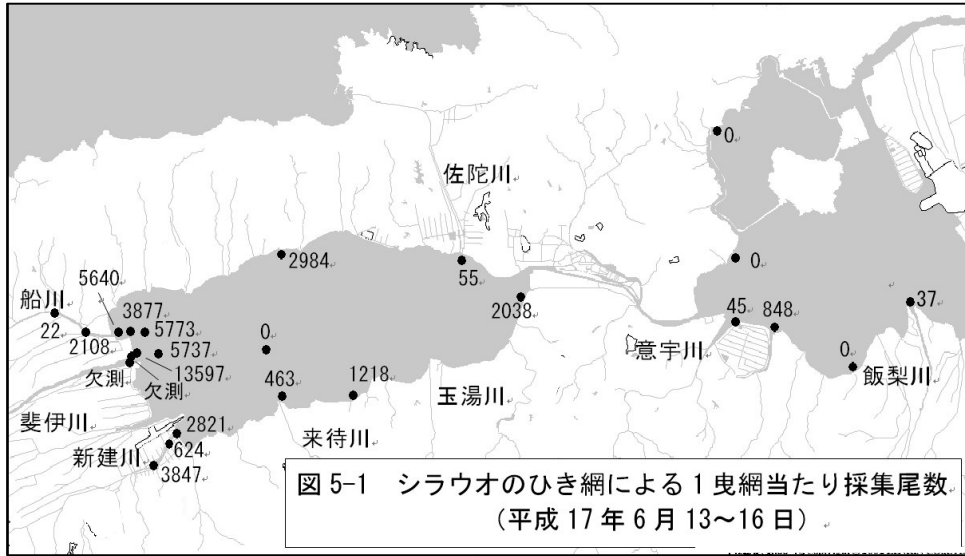 佐陀川
0
2984
55
0
5640
船川
3877
22
5773
2108
2038
0
5737
13597
欠測
欠測
45
848
37
意宇川
0
飯梨川
463
1218
玉湯川
斐伊川
2821
来待川
新建川
624
3847
図 5-1 シラウオのひき網による 1 曳網当たり採集尾数
(平成 17 年 6 月 13～16 日)